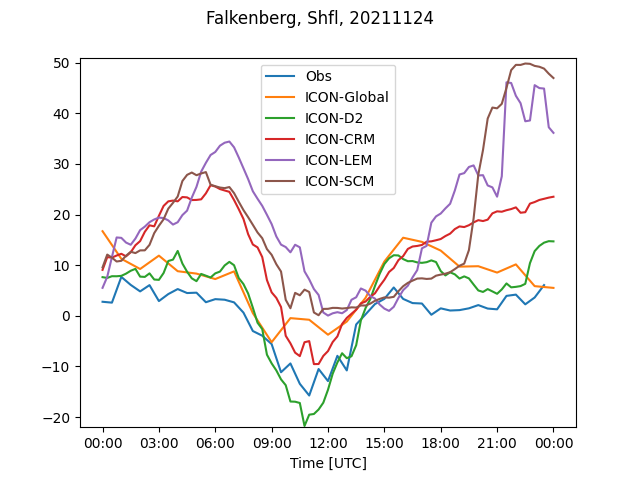 Falkenberg, Shfl, 20211124
50
40
30
20
10
0
−10
−20
Obs
ICON-Global
ICON-D2
ICON-CRM
ICON-LEM
ICON-SCM
00:00 03:00 06:00 09:00 12:00 15:00 18:00 21:00 00:00
Time [UTC]